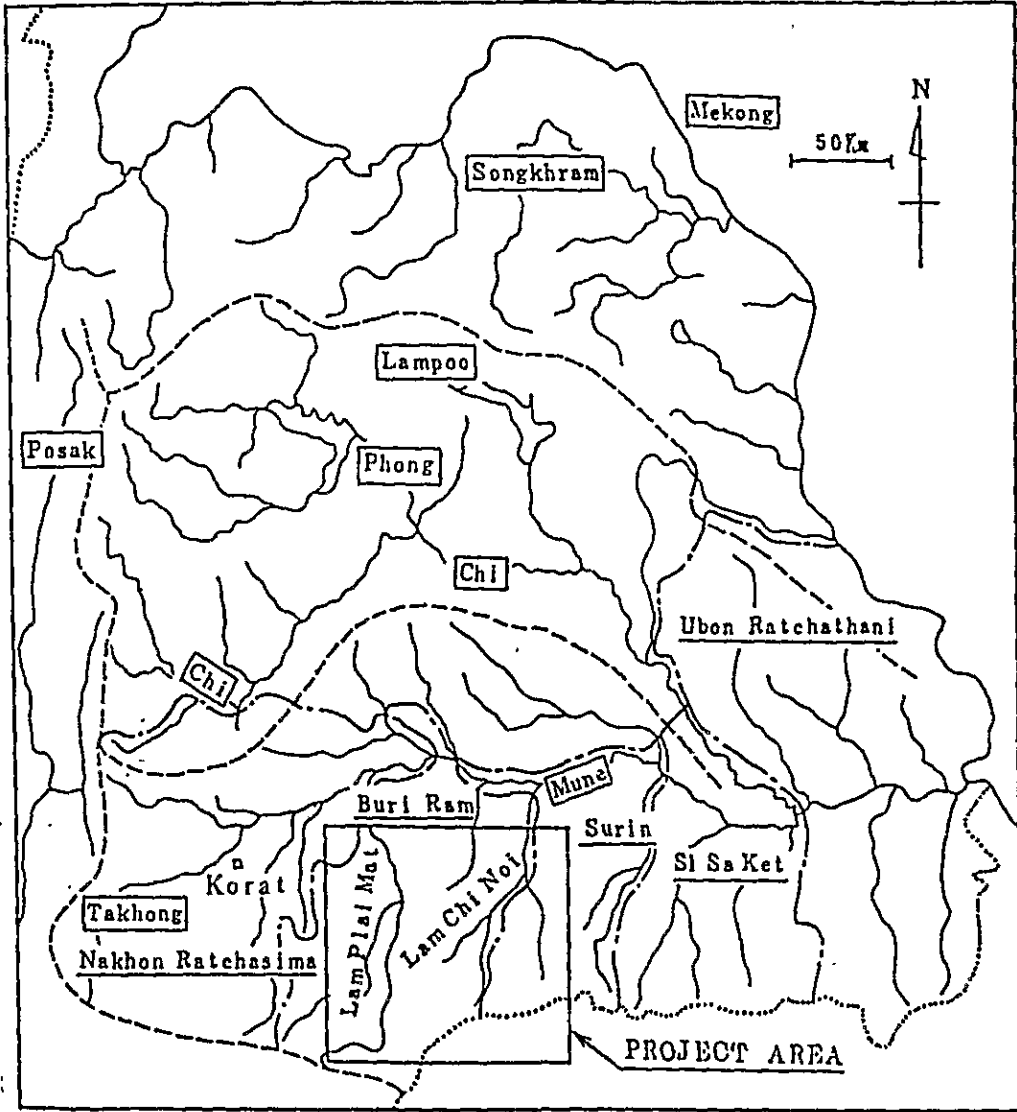 N
Mekong
50Km
Songkhram
Lampoo
Posak
Phong
Chi
Ubon Ratchathani
Chi
Mune
Buri Ram
Surin
Korat
Lam Plai Mat
Lam Chi Noi
Si Sa Ket
Takhong
Nakhon Ratchasima
PROJECT AREA